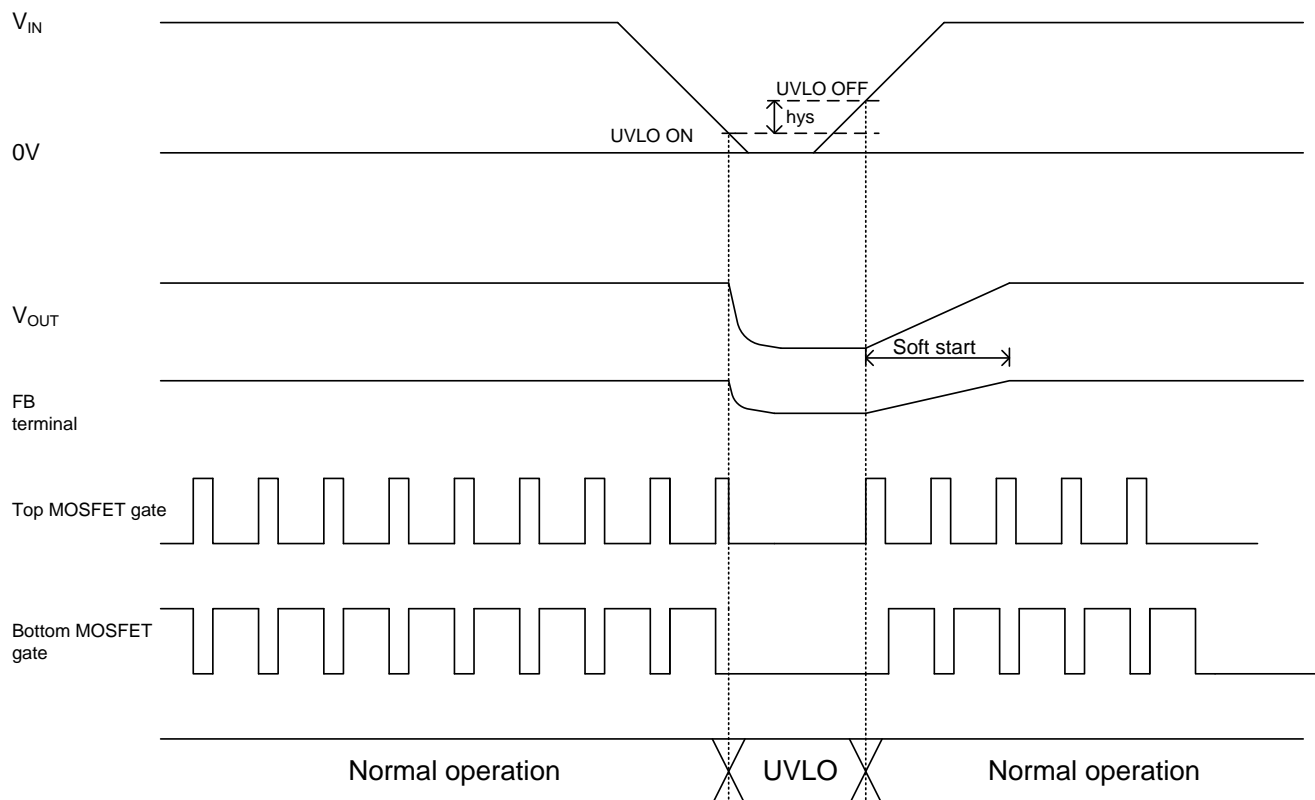 V_IN
UVLO OFF
hys
UVLO ON
0V
V_OUT
Soft start
FB
terminal
Top MOSFET gate
Bottom MOSFET
gate
Normal operation
UVLO
Normal operation